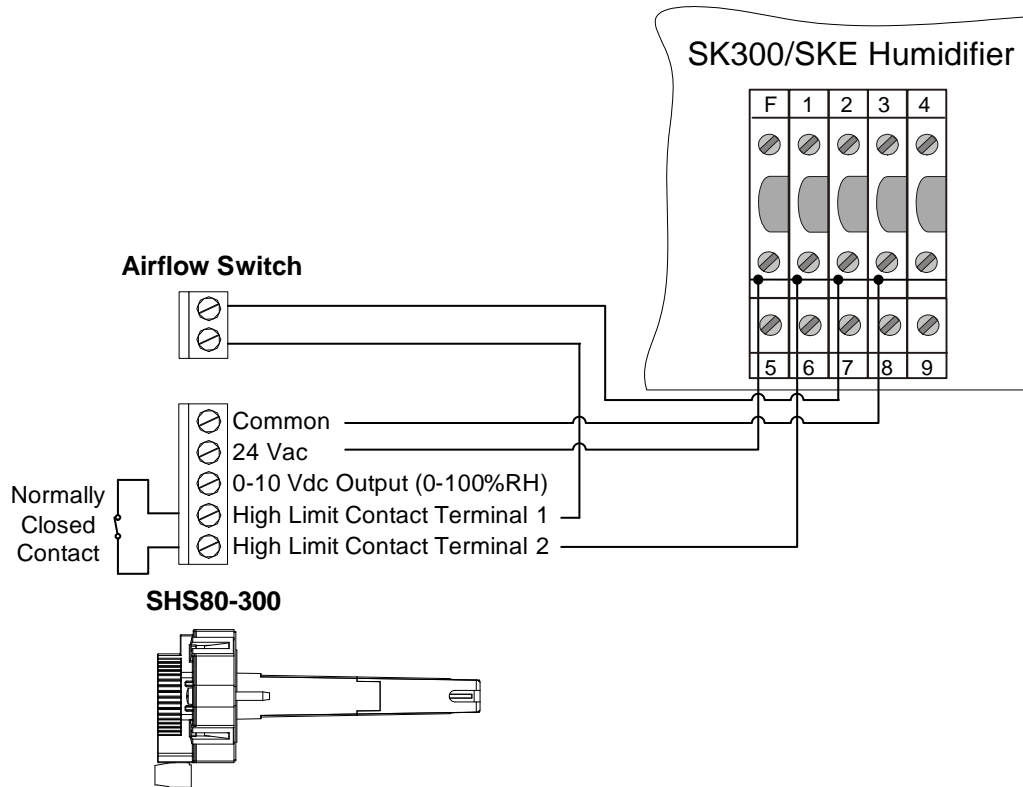 SK300/SKE Humidifier
F 1 2 3 4
Airflow Switch
5 6 7 8 9
Common
24 Vac
0-10 Vdc Output (0-100%RH)
Normally
Closed
Contact
High Limit Contact Terminal 1
High Limit Contact Terminal 2
SHS80-300